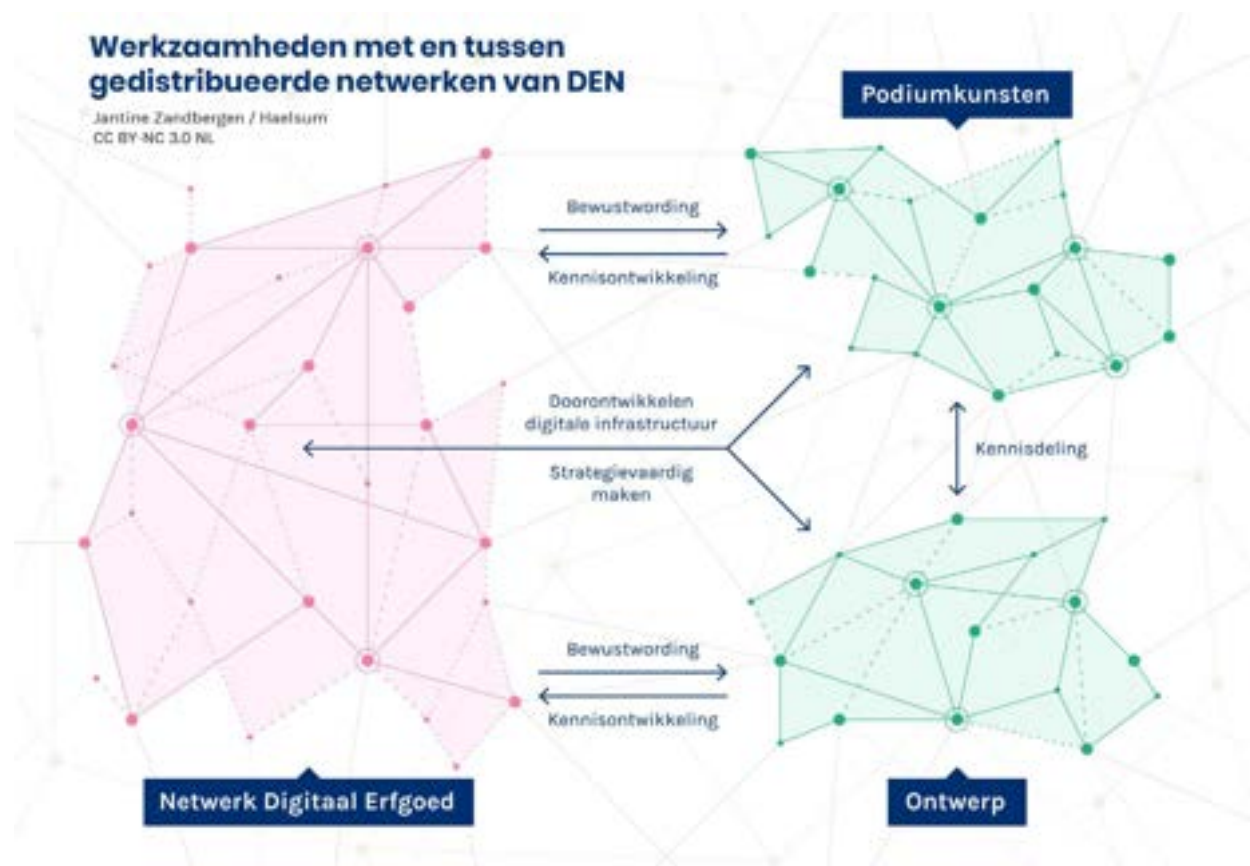 Werkzaamheden met en tussen
gedistribueerde netwerken van DEN
Jantine Zandbergen / Haelsum
CC BY-NC 3.0 NL
Podiumkunsten
Bewustwording
Kennisontwikkeling
Doorontwikkelen
digitale infrastructuur
Strategievaardig
maken
Kennisdeling
Bewustwording
Kennisontwikkeling
Netwerk Digitaal Erfgoed
Ontwerp